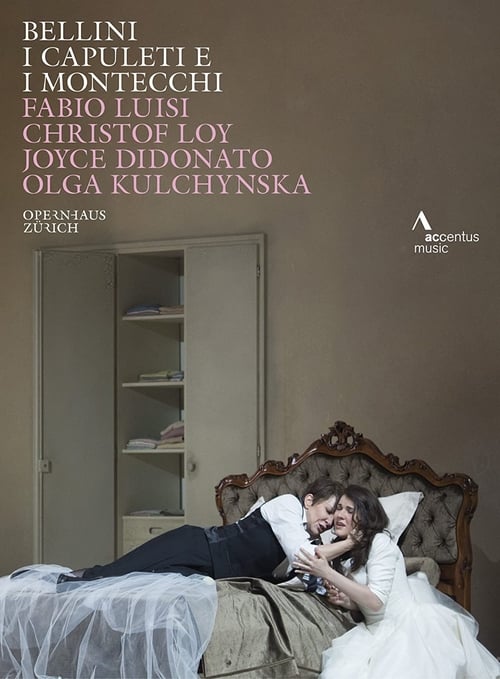 BELLINI
I CAPULETI E
I MONTECCHI
FABIO LUISI
CHRISTOF LOY
JOYCE DIDONATO
OLGA KULCHYNSKA
OPERNHAUS
ZÜRICH
accentus
music